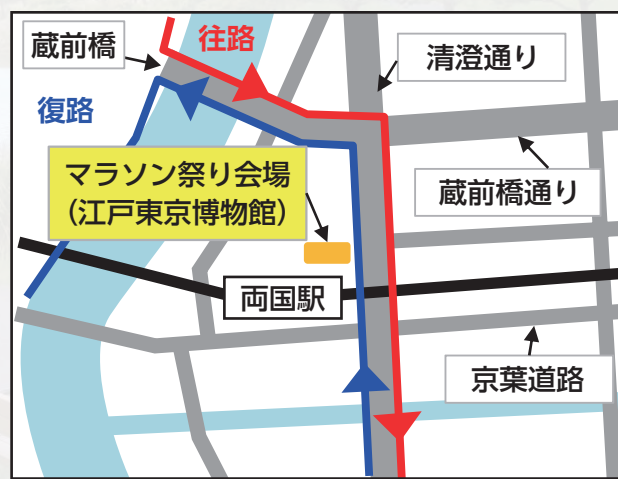 蔵前橋
往路
清澄通り
復路
マラソン祭り会場
（江戸東京博物館）
蔵前橋通り
両国駅
京葉道路